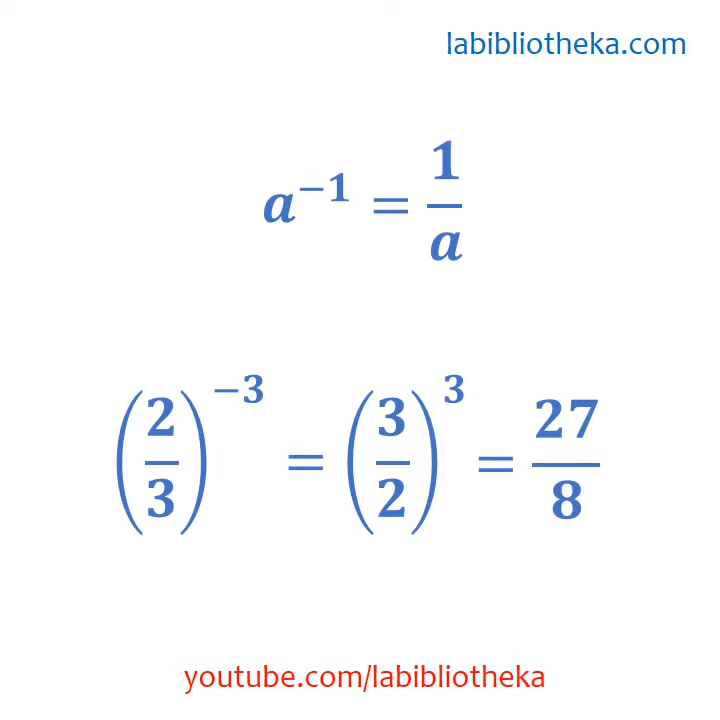 labibliotheka.com
a⁻¹ = 1/a
(2/3)⁻³ = (3/2)³ = 27/8
youtube.com/labibliotheka